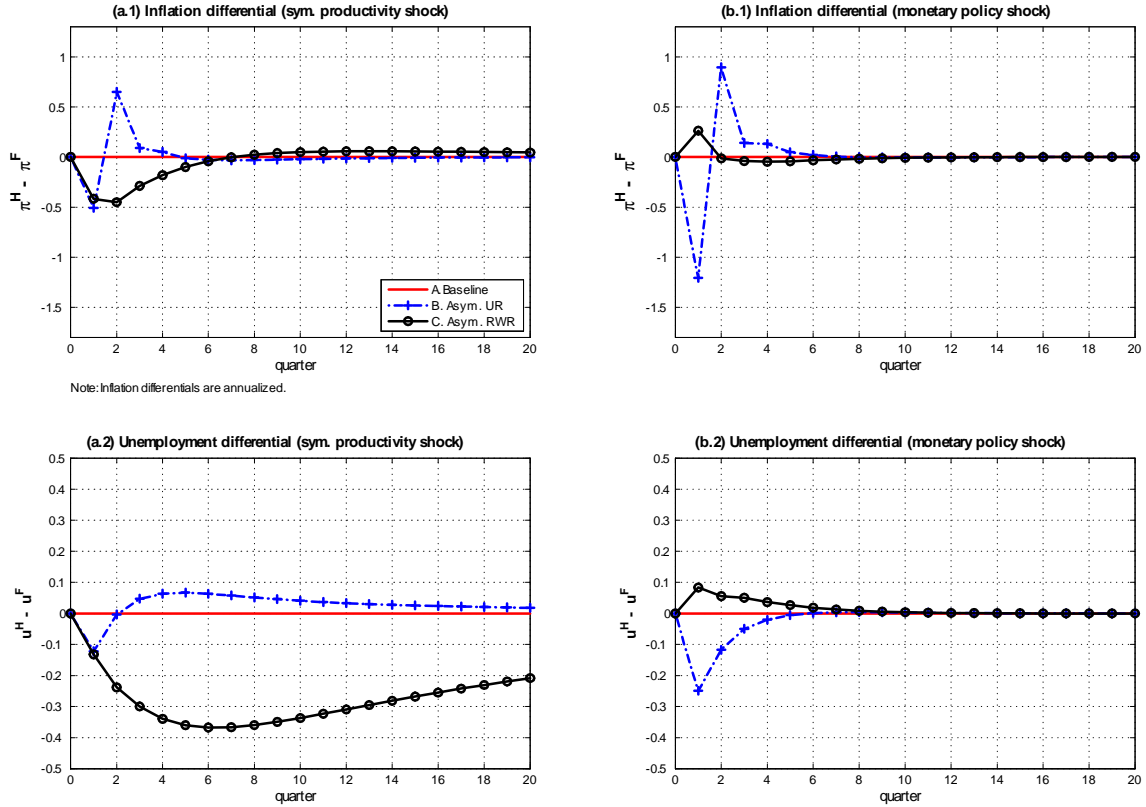 (a.1) Inflation differential (sym. productivity shock)
1
0.5
0
-0.5
-1
-1.5
π^H - π^F
A.Baseline
B. Asym. UR
C. Asym. RWR
0 2 4 6 8 10 12 14 16 18 20
quarter
Note: Inflation differentials are annualized.
(b.1) Inflation differential (monetary policy shock)
1
0.5
0
-0.5
-1
-1.5
π^H - π^F
0 2 4 6 8 10 12 14 16 18 20
quarter
(a.2) Unemployment differential (sym. productivity shock)
0.5
0.4
0.3
0.2
0.1
0
-0.1
-0.2
-0.3
-0.4
-0.5
u^H - u^F
0 2 4 6 8 10 12 14 16 18 20
quarter
(b.2) Unemployment differential (monetary policy shock)
0.5
0.4
0.3
0.2
0.1
0
-0.1
-0.2
-0.3
-0.4
-0.5
u^H - u^F
0 2 4 6 8 10 12 14 16 18 20
quarter